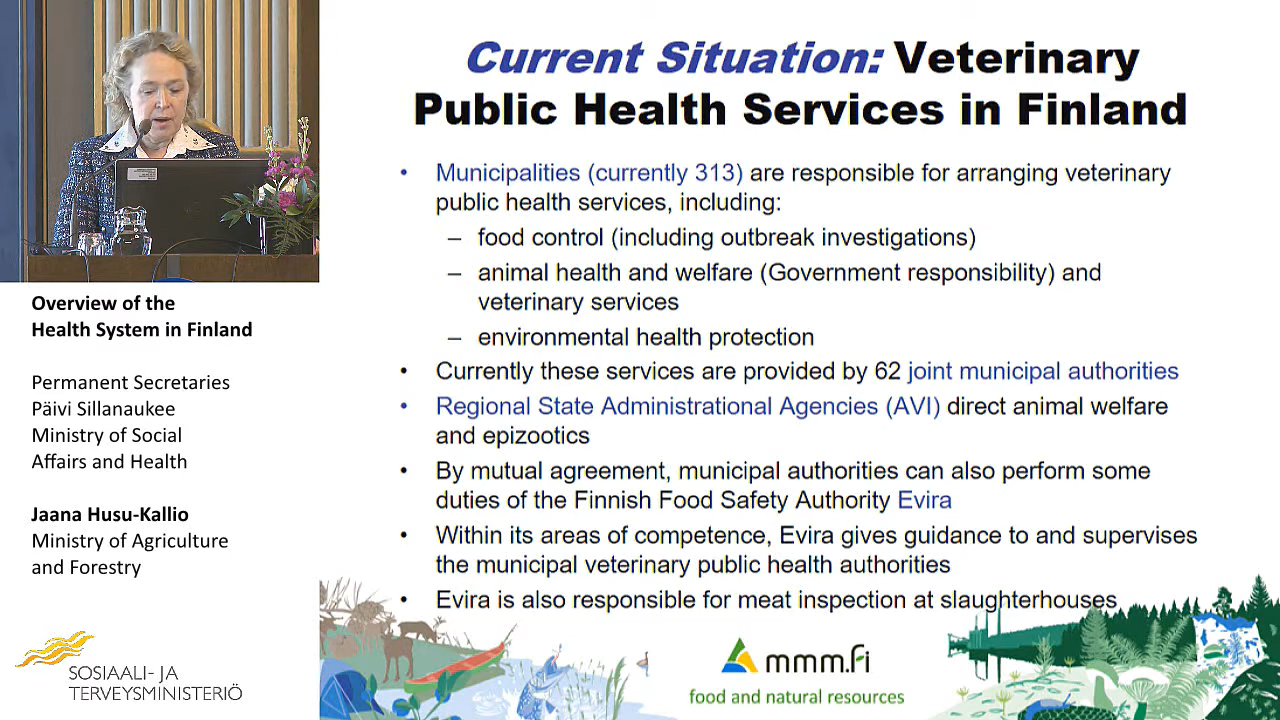 Current Situation: Veterinary
Public Health Services in Finland
• Municipalities (currently 313) are responsible for arranging veterinary
public health services, including:
– food control (including outbreak investigations)
– animal health and welfare (Government responsibility) and
veterinary services
– environmental health protection
• Currently these services are provided by 62 joint municipal authorities
• Regional State Administrational Agencies (AVI) direct animal welfare
and epizootics
• By mutual agreement, municipal authorities can also perform some
duties of the Finnish Food Safety Authority Evira
• Within its areas of competence, Evira gives guidance to and supervises
the municipal veterinary public health authorities
• Evira is also responsible for meat inspection at slaughterhouses
mmm.fi
food and natural resources
Overview of the
Health System in Finland
Permanent Secretaries
Päivi Sillanaukee
Ministry of Social
Affairs and Health
Jaana Husu-Kallio
Ministry of Agriculture
and Forestry
SOSIAALI- JA
TERVEYSMINISTERIÖ